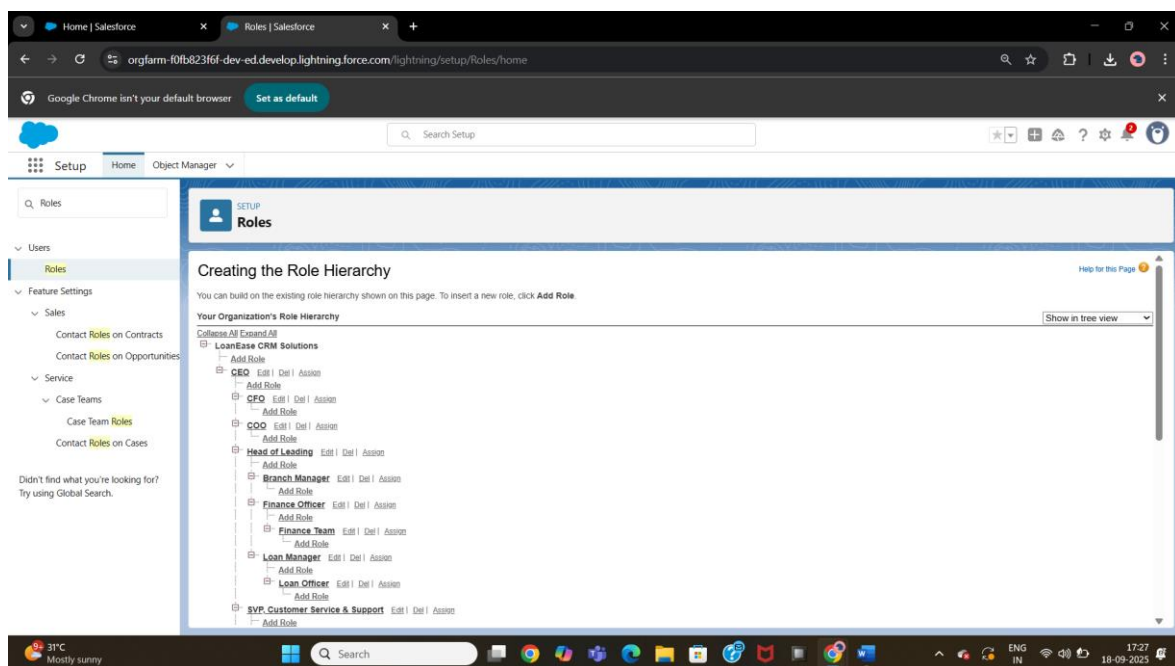 Home | Salesforce
Roles | Salesforce
orgfarm-f0fb823f6f-dev-ed.develop.lightning.force.com/lightning/setup/Roles/home
Google Chrome isn't your default browser Set as default
Search Setup
2
Setup Home Object Manager
Roles
SETUP
Roles
Users
Roles
Feature Settings
Sales
Contact Roles on Contracts
Contact Roles on Opportunities
Service
Case Teams
Case Team Roles
Contact Roles on Cases
Didn't find what you're looking for?
Try using Global Search.
Creating the Role Hierarchy
Help for this Page
You can build on the existing role hierarchy shown on this page. To insert a new role, click Add Role.
Your Organization's Role Hierarchy
Show in tree view
Collapse All Expand All
LoanEase CRM Solutions
Add Role
CEO Edit | Del | Assign
Add Role
CFO Edit | Del | Assign
Add Role
COO Edit | Del | Assign
Add Role
Head of Leading Edit | Del | Assign
Add Role
Branch Manager Edit | Del | Assign
Add Role
Finance Officer Edit | Del | Assign
Add Role
Finance Team Edit | Del | Assign
Add Role
Loan Manager Edit | Del | Assign
Add Role
Loan Officer Edit | Del | Assign
Add Role
SVP, Customer Service & Support Edit | Del | Assign
Add Role
9+
31°C
Mostly sunny
Search
ENG
IN
17:27
18-09-2025